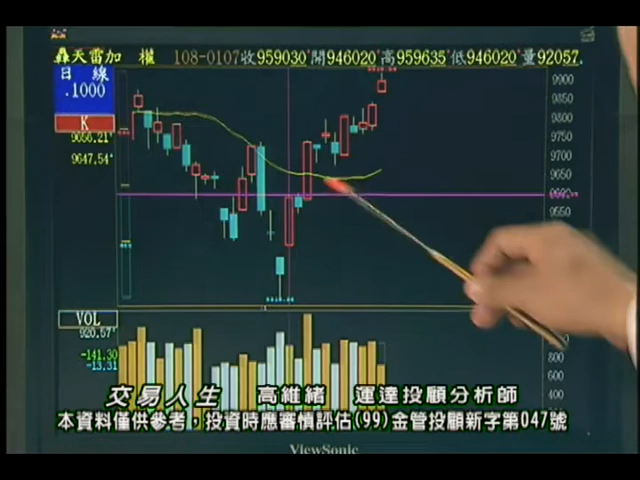 轟天雷加 權 108-0107收959030開946020高959635低946020量92057.
日 線
.1000
K
9647.54
9900
9850
9800
9750
9700
9650
9550
VOL
920.57
-141.30
-13.31
800
600
400
交易人生 高維緒 運達投顧分析師
本資料僅供參考，投資時應審慎評估(99)金管投顧新字第047號
ViewSonic